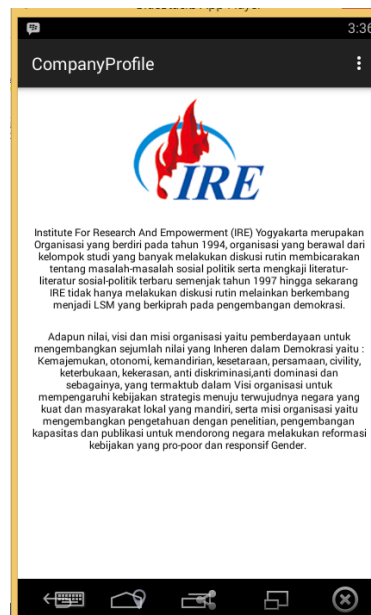 3:36
CompanyProfile
IRE
Institute For Research And Empowerment (IRE) Yogyakarta merupakan
Organisasi yang berdiri pada tahun 1994, organisasi yang berawal dari
kelompok studi yang banyak melakukan diskusi rutin membicarakan
tentang masalah-masalah sosial politik serta mengkaji literatur-
literatur sosial-politik terbaru semenjak tahun 1997 hingga sekarang
IRE tidak hanya melakukan diskusi rutin melainkan berkembang
menjadi LSM yang berkiprah pada pengembangan demokrasi.
Adapun nilai, visi dan misi organisasi yaitu pemberdayaan untuk
mengembangkan sejumlah nilai yang Inheren dalam Demokrasi yaitu :
Kemajemukan, otonomi, kemandirian, kesetaraan, persamaan, civility,
keterbukaan, kekerasan, anti diskriminasi,anti dominasi dan
sebagainya, yang termaktub dalam Visi organisasi untuk
mempengaruhi kebijakan strategis menuju terwujudnya negara yang
kuat dan masyarakat lokal yang mandiri, serta misi organisasi yaitu
mengembangkan pengetahuan dengan penelitian, pengembangan
kapasitas dan publikasi untuk mendorong negara melakukan reformasi
kebijakan yang pro-poor dan responsif Gender.